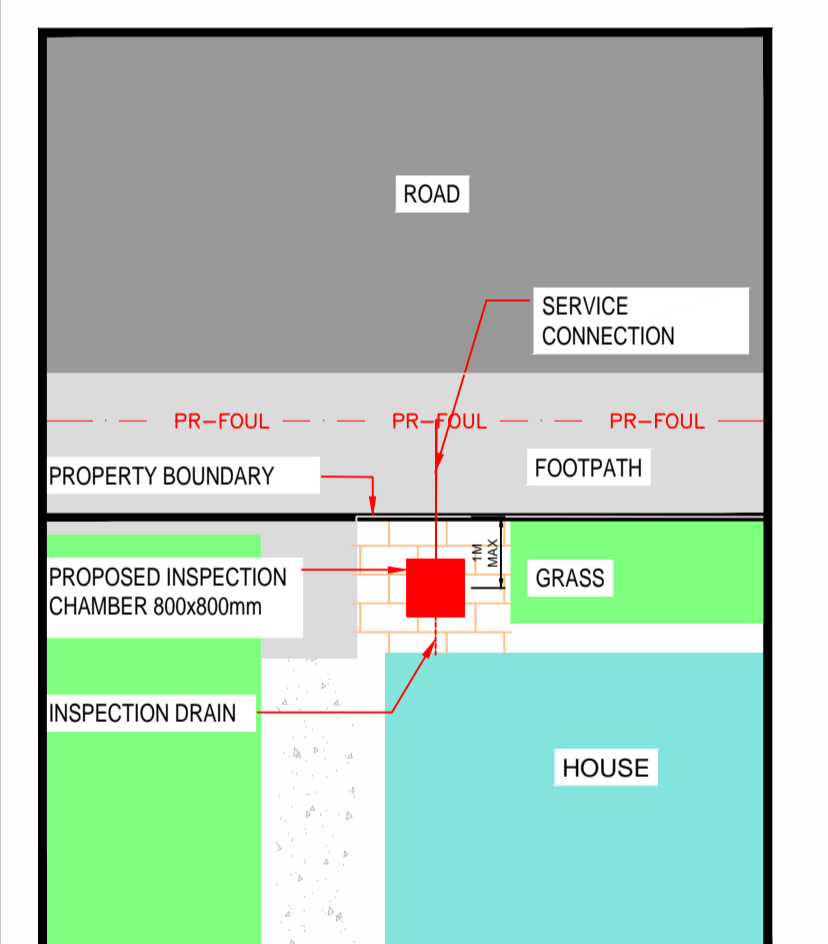 ROAD
SERVICE
CONNECTION
PR-FOUL PR-FOUL PR-FOUL
PROPERTY BOUNDARY
FOOTPATH
1M
MAX
PROPOSED INSPECTION
CHAMBER 800x800mm
GRASS
INSPECTION DRAIN
HOUSE